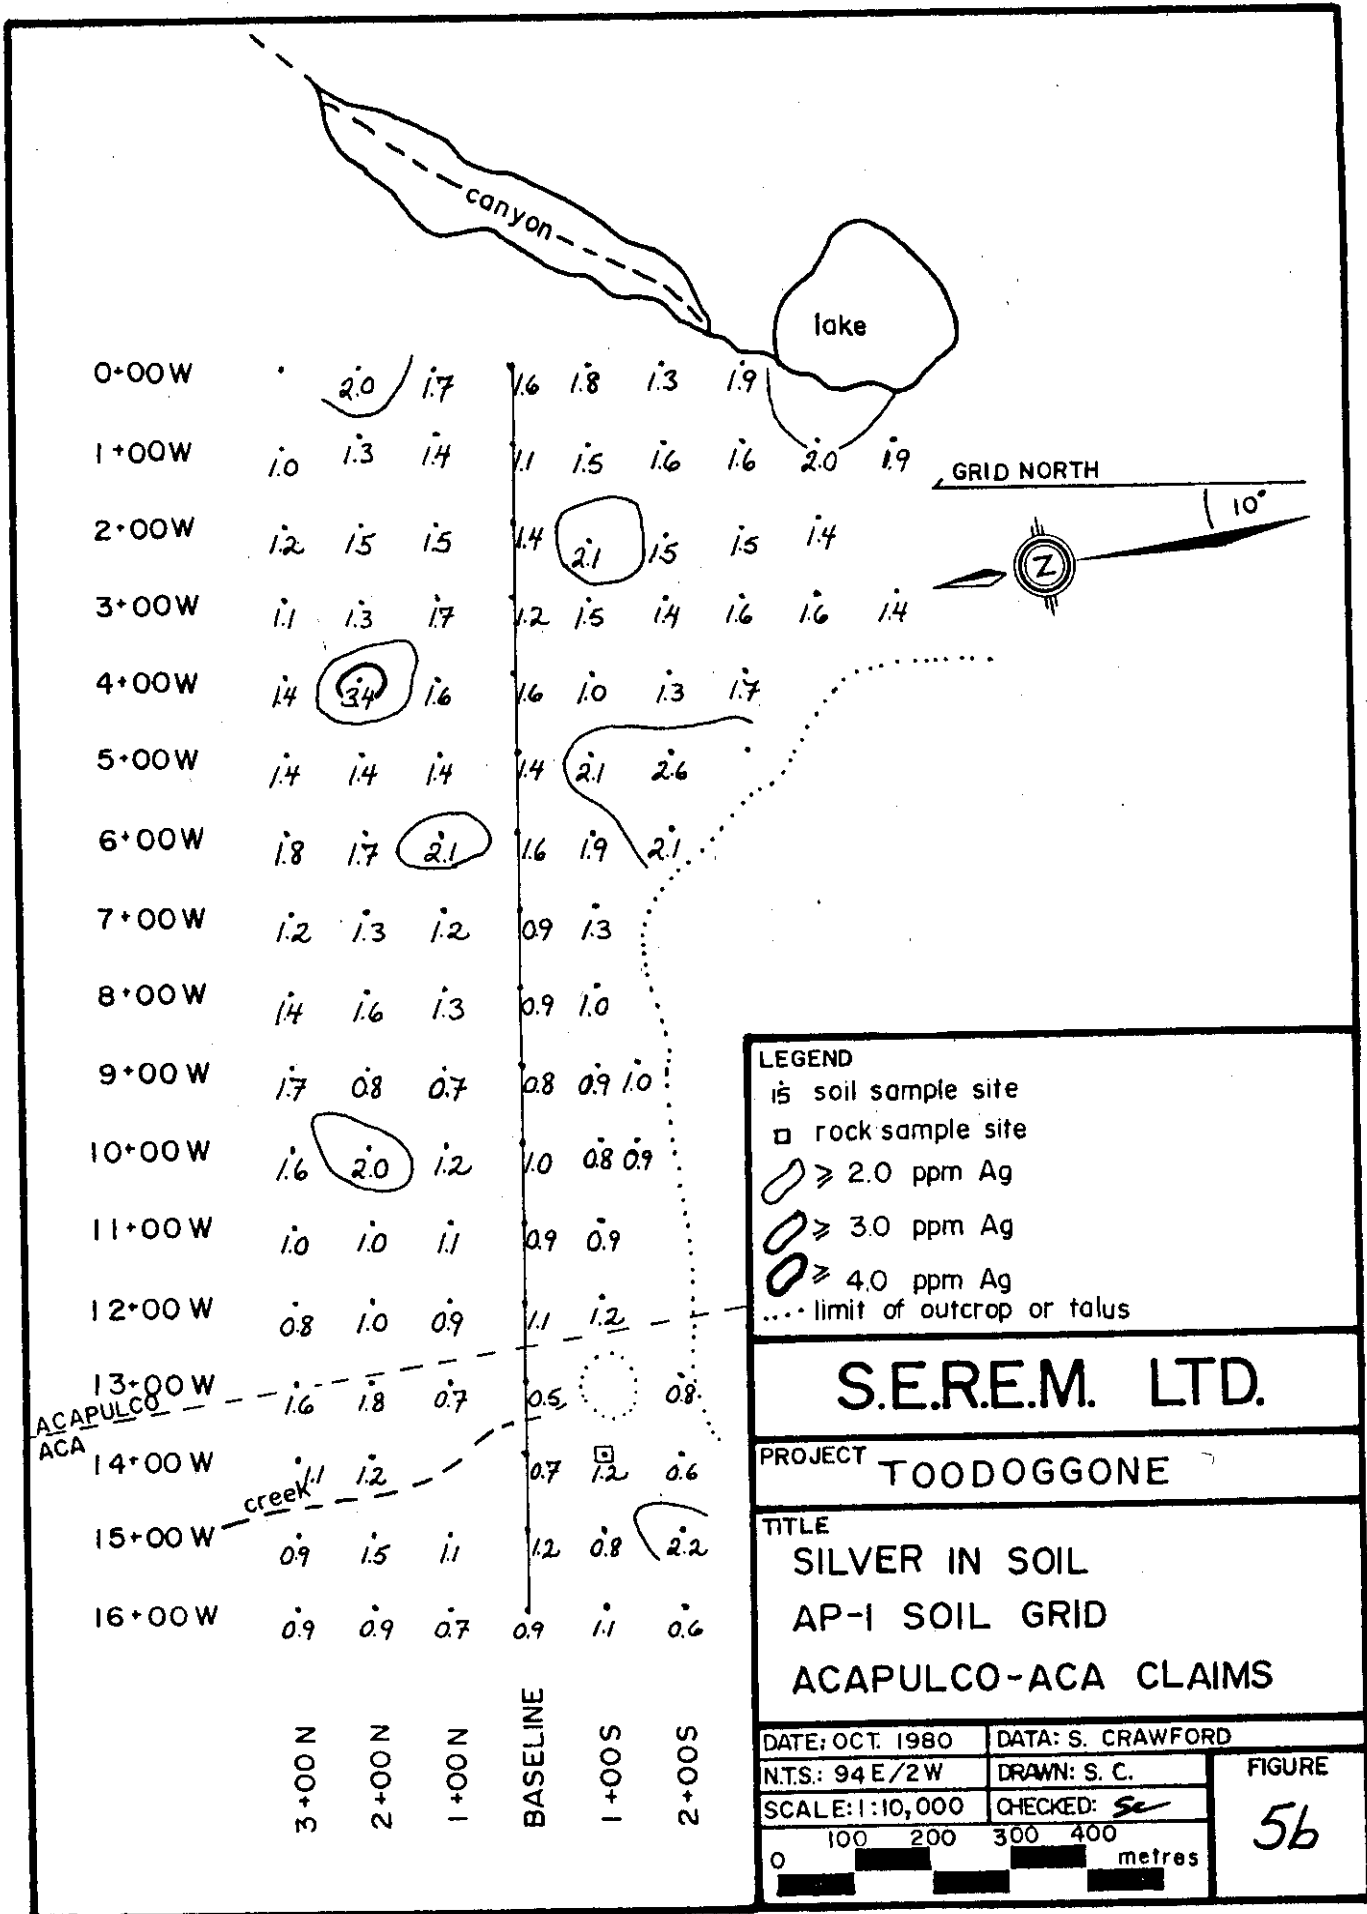 canyon
lake
0+00W 2.0 1.7 1.6 1.8 1.3 1.9
1+00W 1.0 1.3 1.4 1.1 1.5 1.6 1.6 2.0 1.9
GRID NORTH
10°
Z
2+00W 1.2 1.5 1.5 1.4 2.1 1.5 1.5 1.4
3+00W 1.1 1.3 1.7 1.2 1.5 1.4 1.6 1.6 1.4
4+00W 1.4 3.4 1.6 1.6 1.0 1.3 1.7
5+00W 1.4 1.4 1.4 1.4 2.1 2.6
6+00W 1.8 1.7 2.1 1.6 1.9 2.1
7+00W 1.2 1.3 1.2 0.9 1.3
8+00W 1.4 1.6 1.3 0.9 1.0
9+00W 1.7 0.8 0.7 0.8 0.9 1.0
10+00W 1.6 2.0 1.2 1.0 0.8 0.9
11+00W 1.0 1.0 1.1 0.9 0.9
12+00W 0.8 1.0 0.9 1.1 1.2
13+00W 1.6 1.8 0.7 0.5 0.8
ACAPULCO
ACA
14+00W 1.1 1.2 0.7 1.2 0.6
creek
15+00W 0.9 1.5 1.1 1.2 0.8 2.2
16+00W 0.9 0.9 0.7 0.9 1.1 0.6
3+00N
2+00N
1+00N
BASELINE
1+00S
2+00S
LEGEND
1.5 soil sample site
rock sample site
≥ 2.0 ppm Ag
≥ 3.0 ppm Ag
≥ 4.0 ppm Ag
.... limit of outcrop or talus
S.E.R.E.M. LTD.
PROJECT TOODOGGONE
TITLE
SILVER IN SOIL
AP-1 SOIL GRID
ACAPULCO-ACA CLAIMS
DATE: OCT. 1980
DATA: S. CRAWFORD
N.T.S.: 94 E/2W
DRAWN: S. C.
SCALE: 1:10,000
CHECKED: SC
FIGURE
5b
0 100 200 300 400 metres